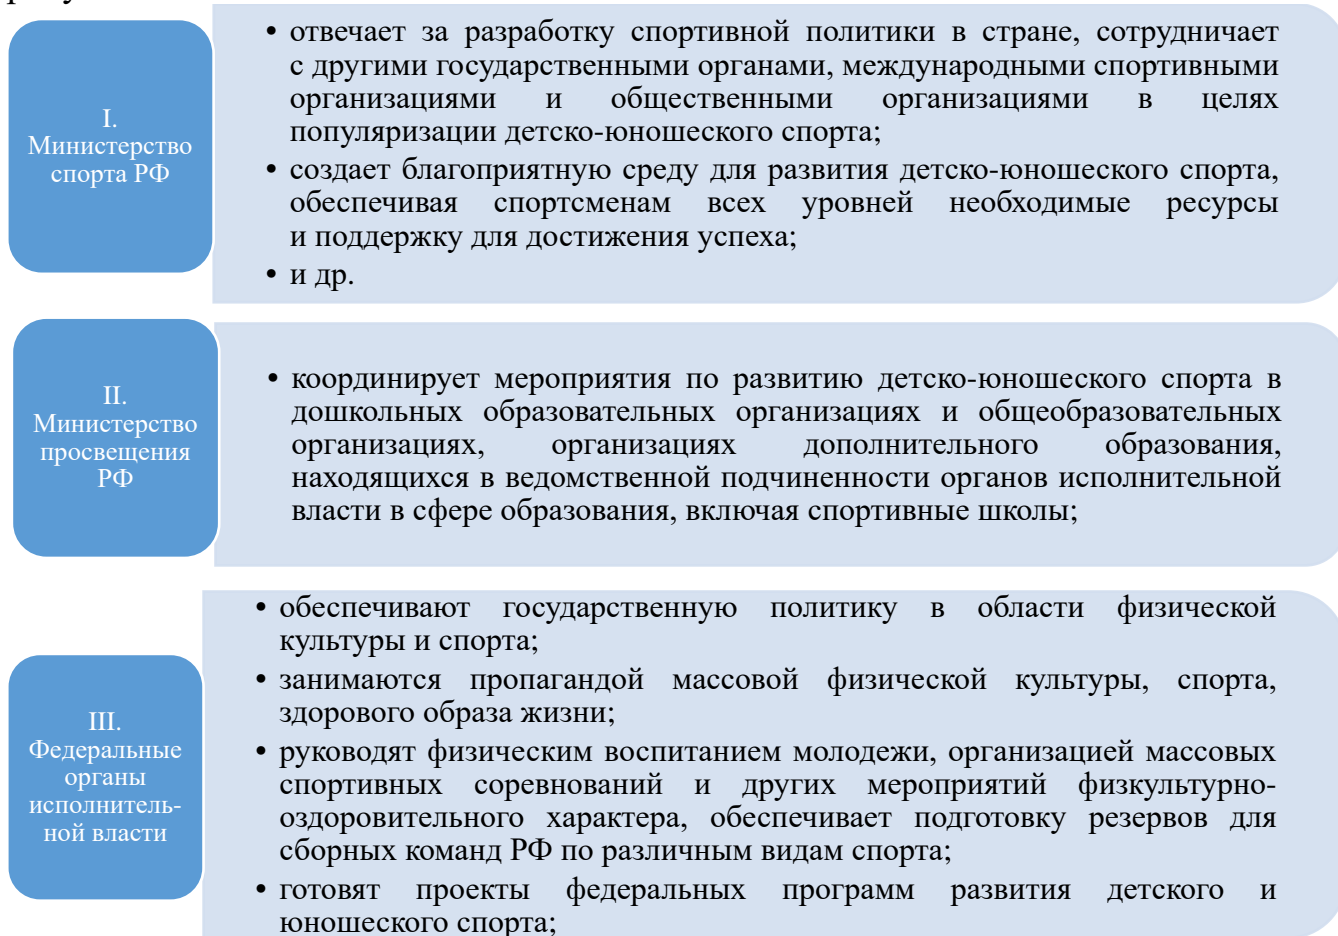 I.
Министерство
спорта РФ
• отвечает за разработку спортивной политики в стране, сотрудничает
с другими государственными органами, международными спортивными
организациями и общественными организациями в целях
популяризации детско-юношеского спорта;
• создает благоприятную среду для развития детско-юношеского спорта,
обеспечивая спортсменам всех уровней необходимые ресурсы
и поддержку для достижения успеха;
• и др.
II.
Министерство
просвещения
РФ
• координирует мероприятия по развитию детско-юношеского спорта в
дошкольных образовательных организациях и общеобразовательных
организациях, организациях дополнительного образования,
находящихся в ведомственной подчиненности органов исполнительной
власти в сфере образования, включая спортивные школы;
III.
Федеральные
органы
исполнитель-
ной власти
• обеспечивают государственную политику в области физической
культуры и спорта;
• занимаются пропагандой массовой физической культуры, спорта,
здорового образа жизни;
• руководят физическим воспитанием молодежи, организацией массовых
спортивных соревнований и других мероприятий физкультурно-
оздоровительного характера, обеспечивает подготовку резервов для
сборных команд РФ по различным видам спорта;
• готовят проекты федеральных программ развития детского и
юношеского спорта;